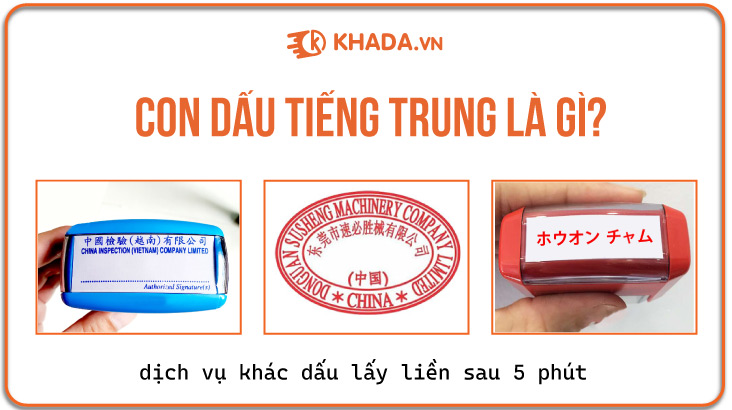 KHADA.VN
CON DẤU TIẾNG TRUNG LÀ GÌ?
中國檢驗(越南)有限公司
CHINA INSPECTION (VIETNAM) COMPANY LIMITED
Authorized Signature(s)
DONGGUAN SUSHENG MACHINERY COMPANY LIMITED
东莞市速必胜械有限公司
(中国)
* CHINA *
ホウオン チャム
dịch vụ khác dấu lấy liền sau 5 phút